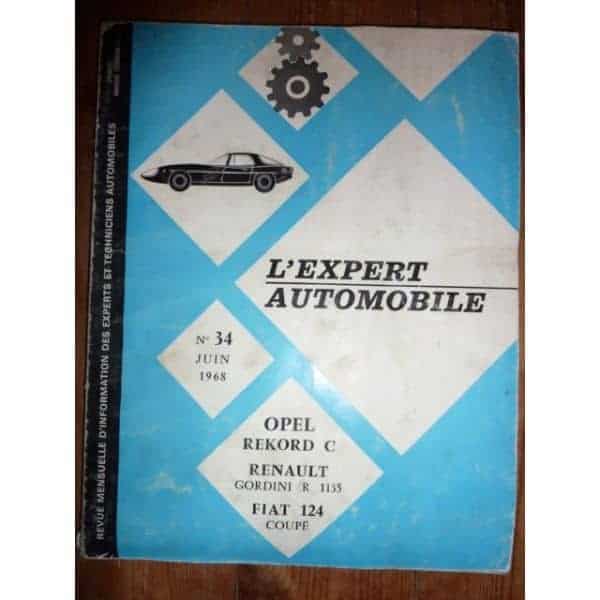 REVUE MENSUELLE D'INFORMATION DES EXPERTS ET TECHNICIENS AUTOMOBILES
L'EXPERT
AUTOMOBILE
N° 34
JUIN
1968
OPEL
REKORD C
RENAULT
GORDINI R 1135
FIAT 124
COUPÉ